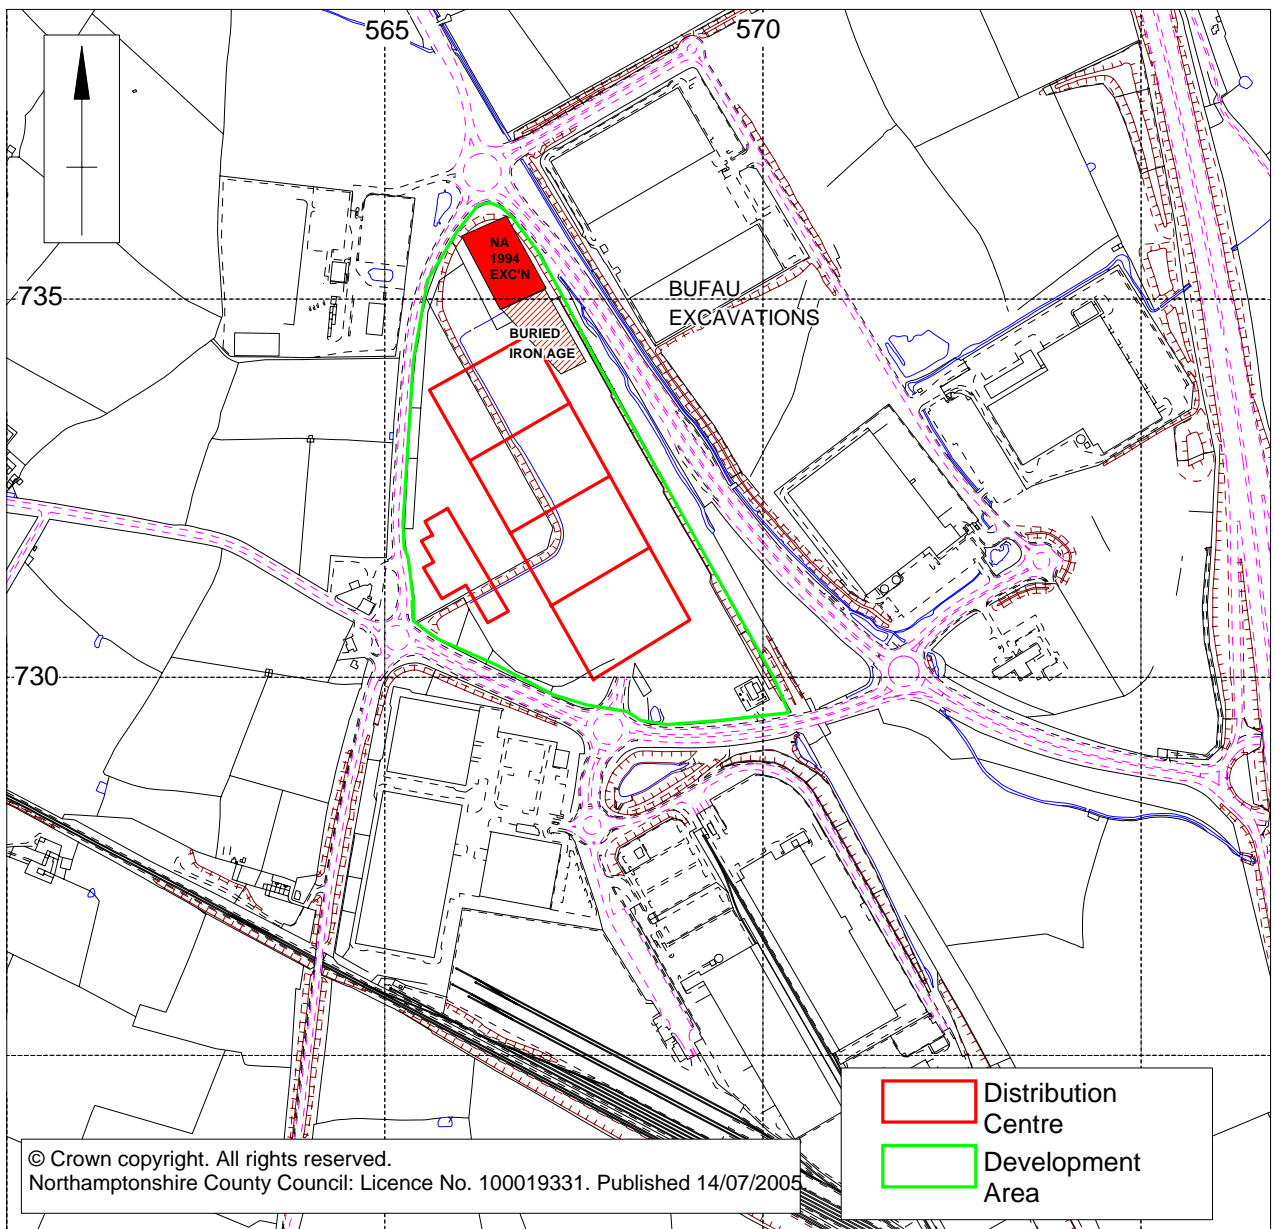 565
570
NA
1994
EXC'N
735
BUFAU
EXCAVATIONS
BURIED
IRON AGE
730
Distribution
Centre
Development
Area
© Crown copyright. All rights reserved.
Northamptonshire County Council: Licence No. 100019331. Published 14/07/2005